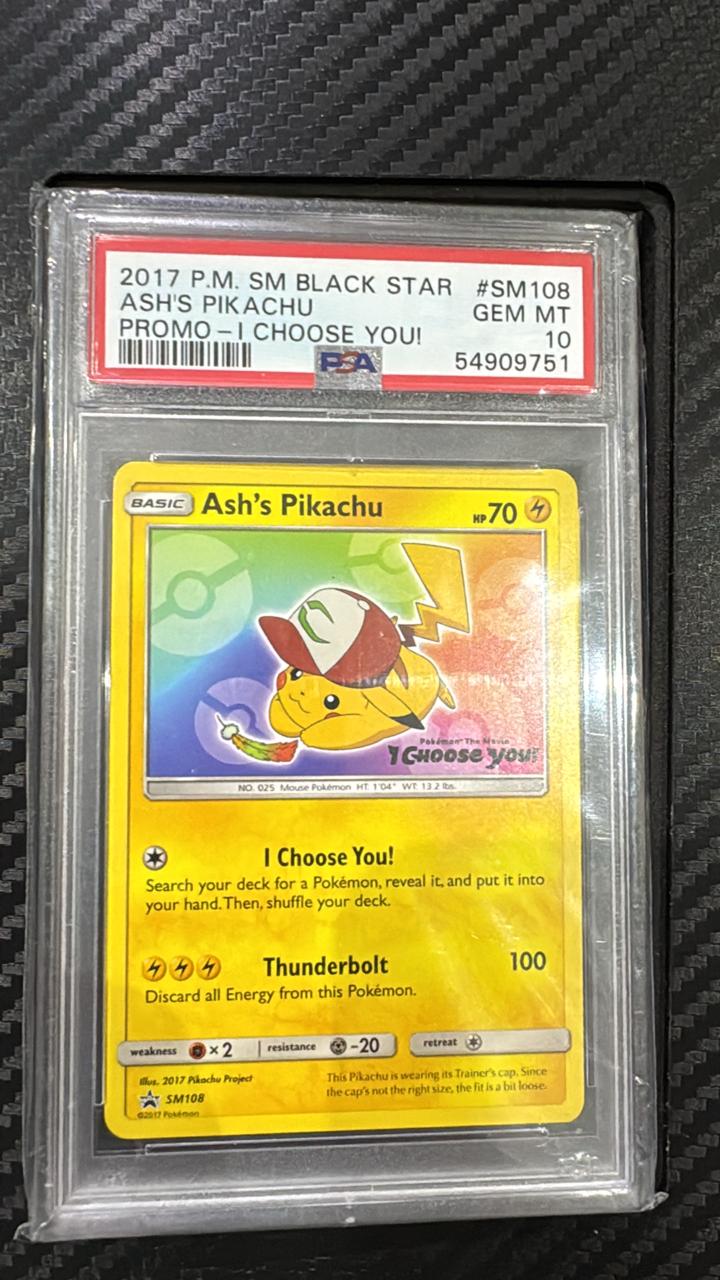 2017 P.M. SM BLACK STAR #SM108
ASH'S PIKACHU GEM MT
PROMO-I CHOOSE YOU! 10
PSA 54909751
BASIC Ash's Pikachu HP 70
Pokémon The Movie
I Choose you!
NO. 025 Mouse Pokémon HT: 1'04" WT: 13.2 lbs.
I Choose You!
Search your deck for a Pokémon, reveal it, and put it into
your hand. Then, shuffle your deck.
Thunderbolt 100
Discard all Energy from this Pokémon.
weakness ×2 resistance -20 retreat
Illus. 2017 Pikachu Project
SM108
©2017 Pokémon
This Pikachu is wearing its Trainer's cap. Since
the cap's not the right size, the fit is a bit loose.